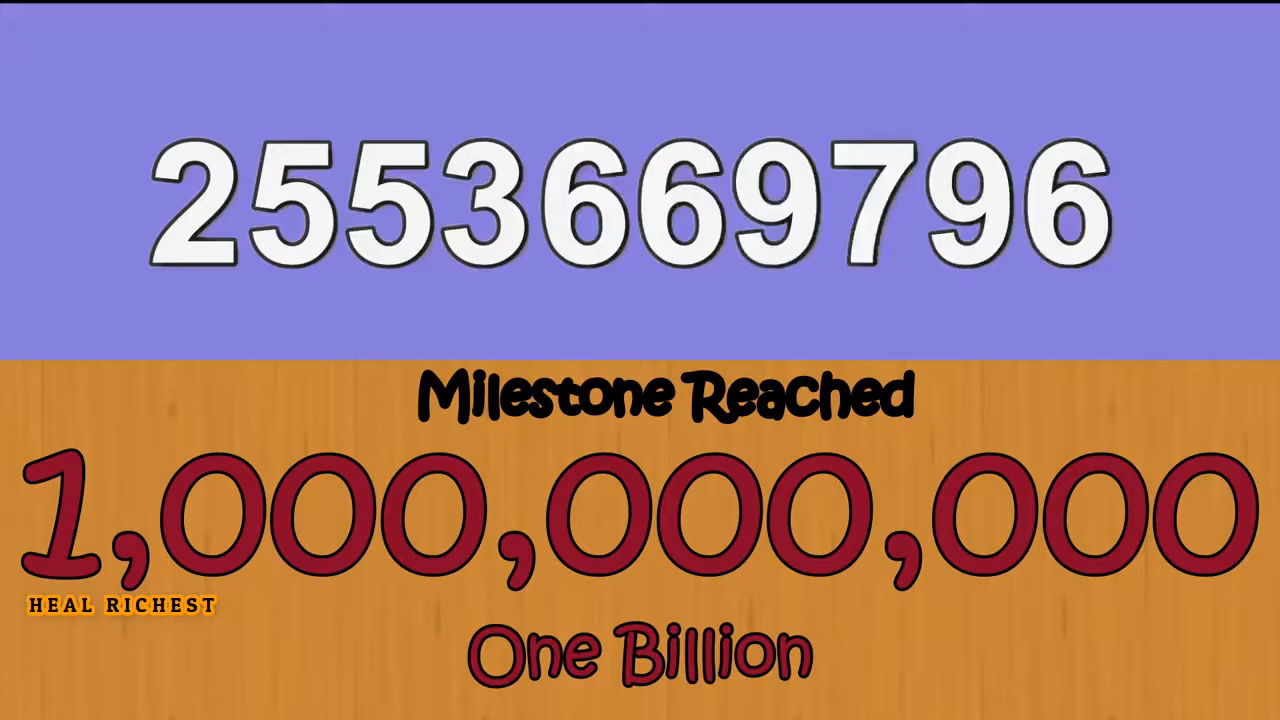 2553669796
Milestone Reached
1,000,000,000
HEAL RICHEST
One Billion